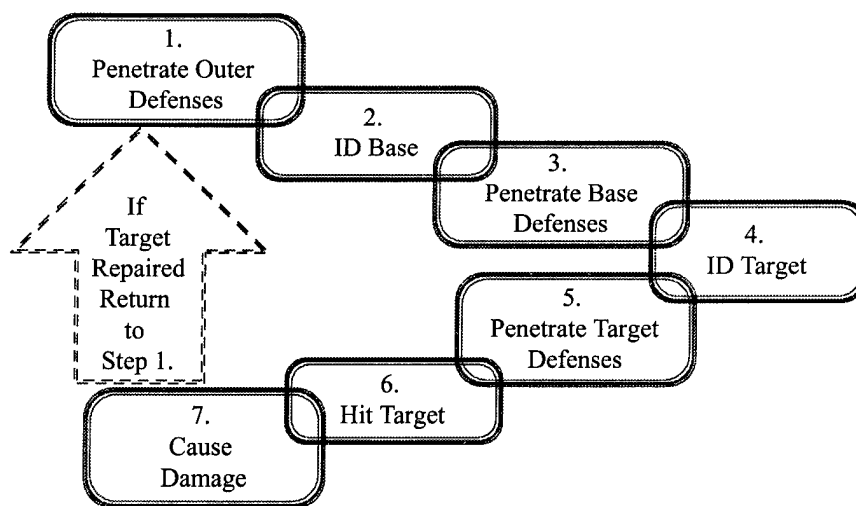 1.
Penetrate Outer
Defenses
2.
ID Base
3.
Penetrate Base
Defenses
4.
ID Target
5.
Penetrate Target
Defenses
6.
Hit Target
7.
Cause
Damage
If
Target
Repaired
Return
to
Step 1.